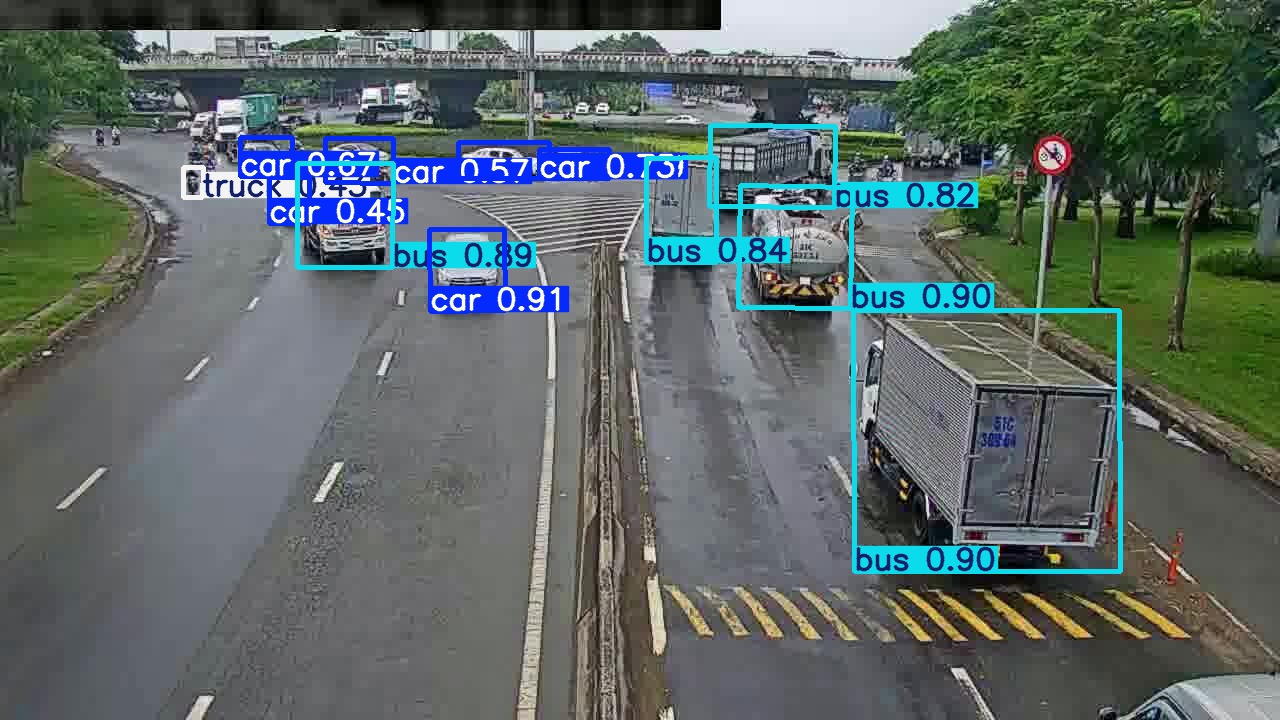 car 0.67
car 0.57
car 0.73
truck 0.45
bus 0.82
car 0.45
bus 0.89
bus 0.84
car 0.91
bus 0.90
51C
bus 0.90